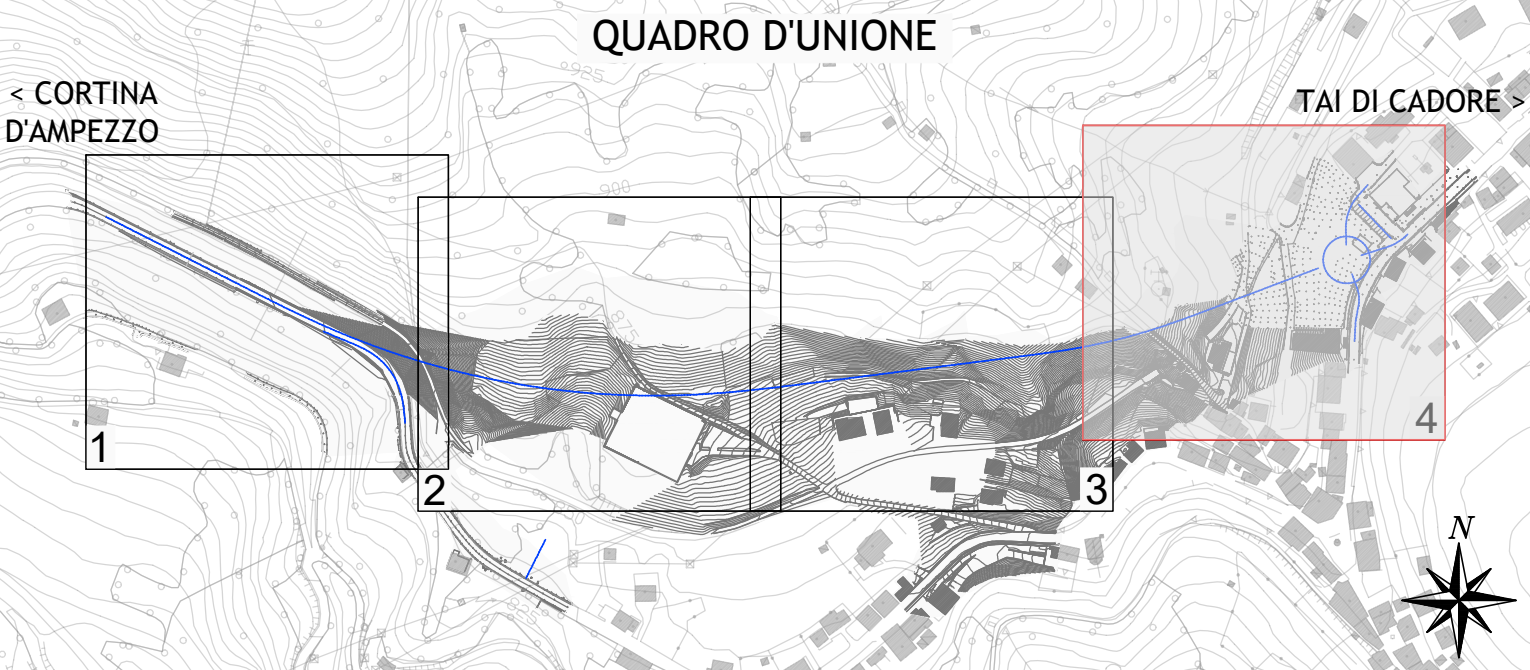 QUADRO D'UNIONE
< CORTINA
D'AMPEZZO
TAI DI CADORE >
925
900
875
1
2
3
4
N